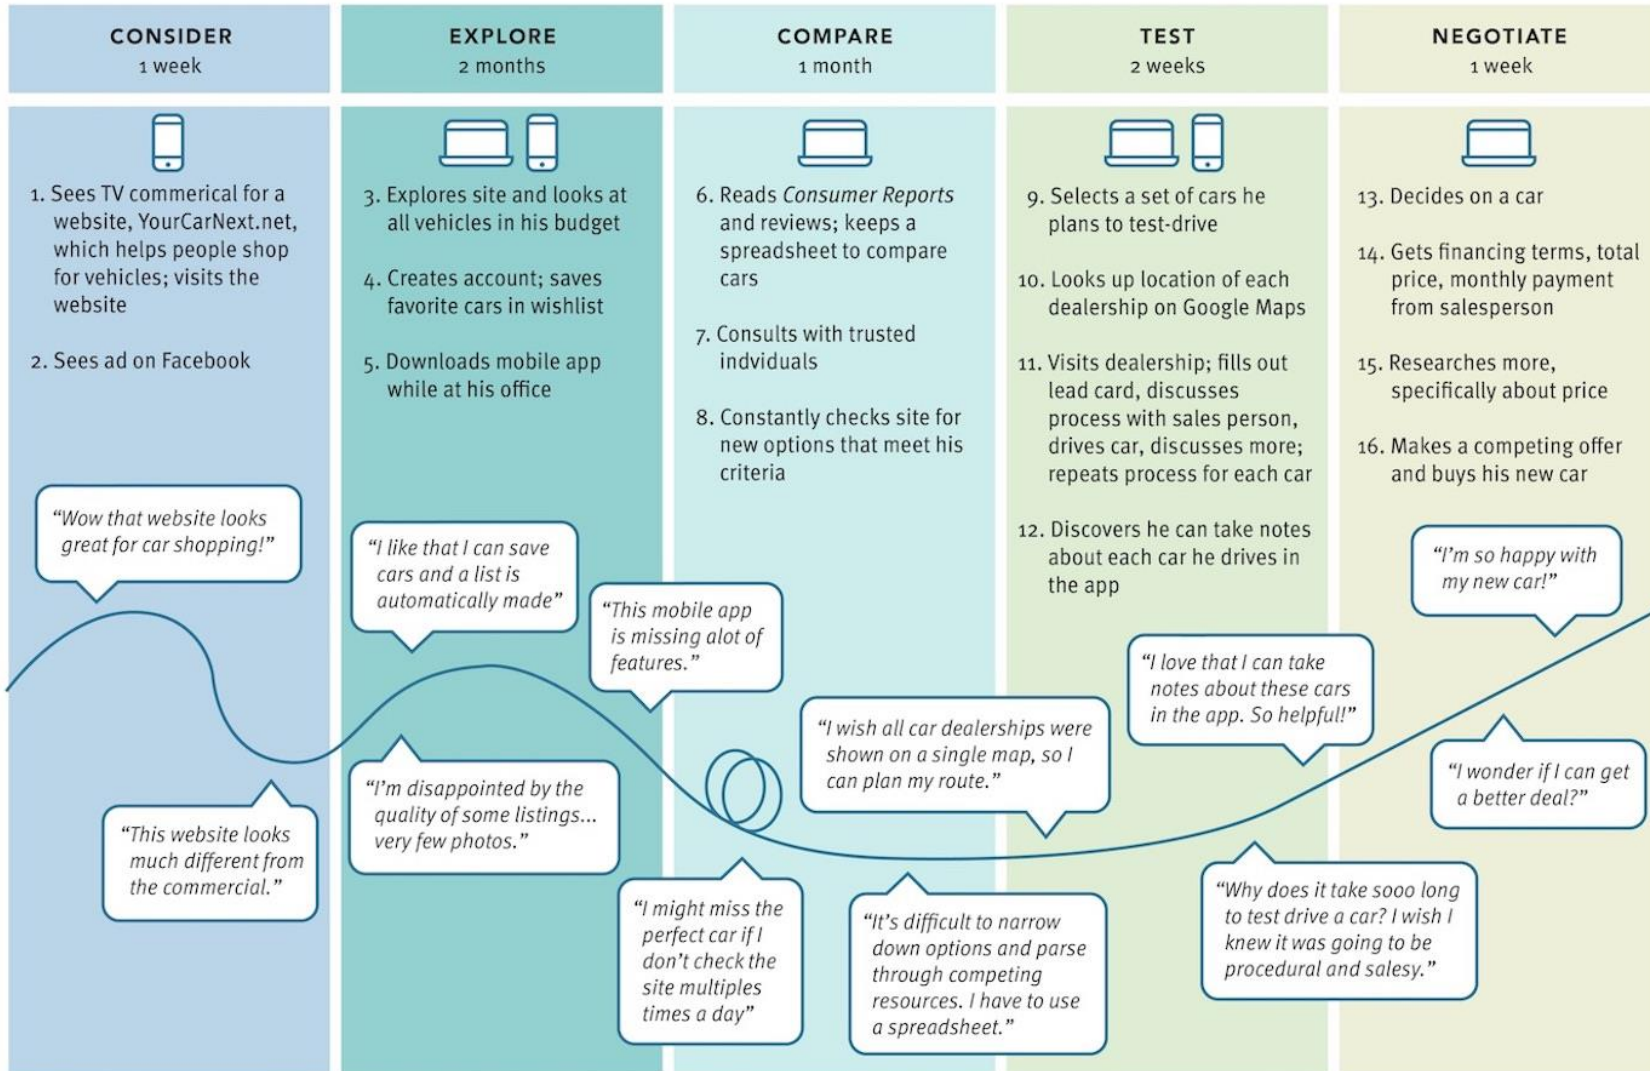 CONSIDER
1 week
EXPLORE
2 months
COMPARE
1 month
TEST
2 weeks
NEGOTIATE
1 week
1. Sees TV commerical for a
website, YourCarNext.net,
which helps people shop
for vehicles; visits the
website
2. Sees ad on Facebook
3. Explores site and looks at
all vehicles in his budget
4. Creates account; saves
favorite cars in wishlist
5. Downloads mobile app
while at his office
6. Reads Consumer Reports
and reviews; keeps a
spreadsheet to compare
cars
7. Consults with trusted
indviduals
8. Constantly checks site for
new options that meet his
criteria
9. Selects a set of cars he
plans to test-drive
10. Looks up location of each
dealership on Google Maps
11. Visits dealership; fills out
lead card, discusses
process with sales person,
drives car, discusses more;
repeats process for each car
12. Discovers he can take notes
about each car he drives in
the app
13. Decides on a car
14. Gets financing terms, total
price, monthly payment
from salesperson
15. Researches more,
specifically about price
16. Makes a competing offer
and buys his new car
“Wow that website looks
great for car shopping!”
“This website looks
much different from
the commercial.”
“I like that I can save
cars and a list is
automatically made”
“I’m disappointed by the
quality of some listings...
very few photos.”
“This mobile app
is missing alot of
features.”
“I might miss the
perfect car if I
don’t check the
site multiples
times a day”
“It’s difficult to narrow
down options and parse
through competing
resources. I have to use
a spreadsheet.”
“I wish all car dealerships were
shown on a single map, so I
can plan my route.”
“I love that I can take
notes about these cars
in the app. So helpful!”
“Why does it take sooo long
to test drive a car? I wish I
knew it was going to be
procedural and salesy.”
“I’m so happy with
my new car!”
“I wonder if I can get
a better deal?”